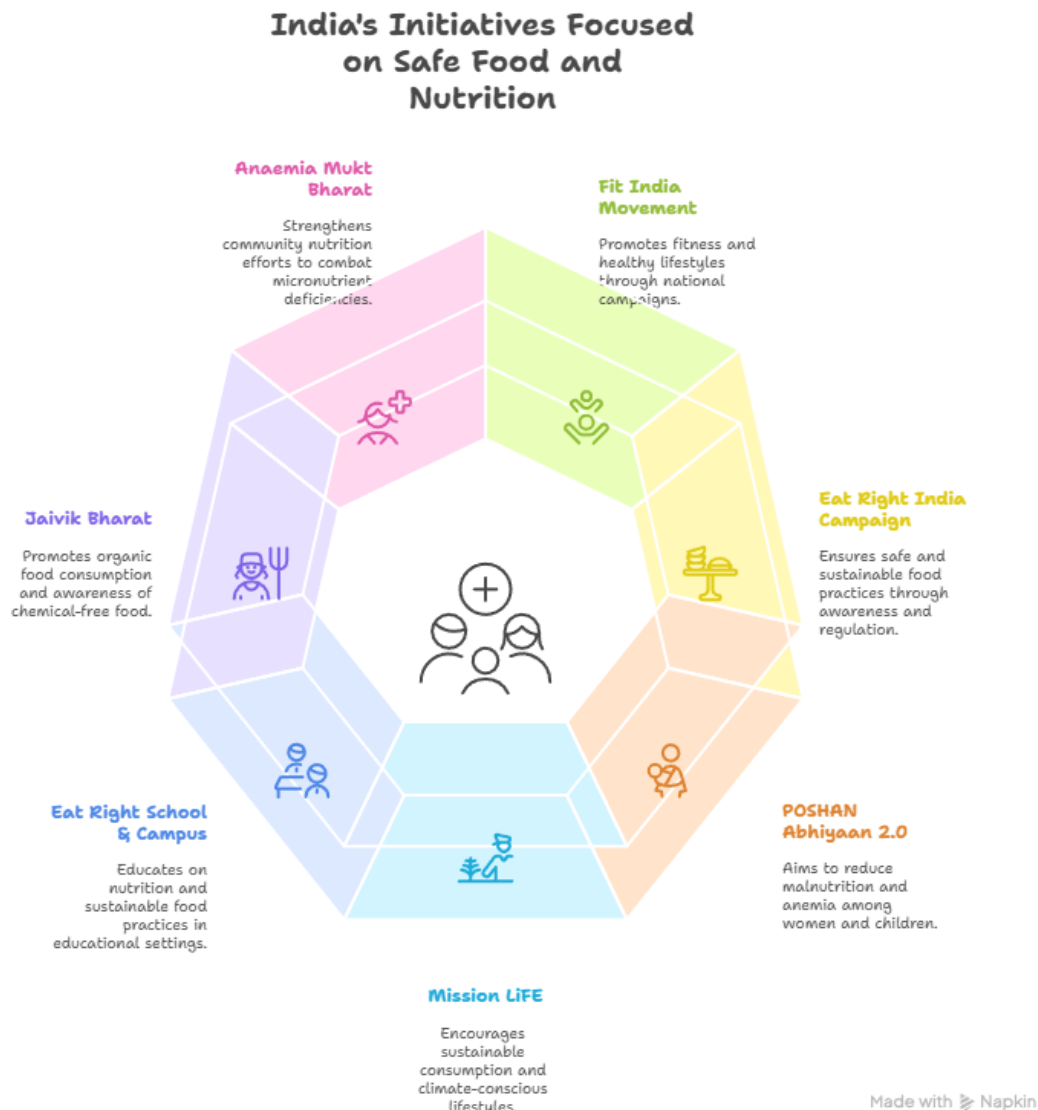 India's Initiatives Focused
on Safe Food and
Nutrition
Anaemia Mukt
Bharat
Strengthens
community nutrition
efforts to combat
micronutrient
deficiencies.
Fit India
Movement
Promotes fitness and
healthy lifestyles
through national
campaigns.
Eat Right India
Campaign
Ensures safe and
sustainable food
practices through
awareness and
regulation.
Jaivik Bharat
Promotes organic
food consumption
and awareness of
chemical-free food.
POSHAN
Abhiyaan 2.0
Aims to reduce
malnutrition and
anemia among
women and children.
Eat Right School
& Campus
Educates on
nutrition and
sustainable food
practices in
educational settings.
Mission LiFE
Encourages
sustainable
consumption and
climate-conscious
lifestyles.
Made with Napkin